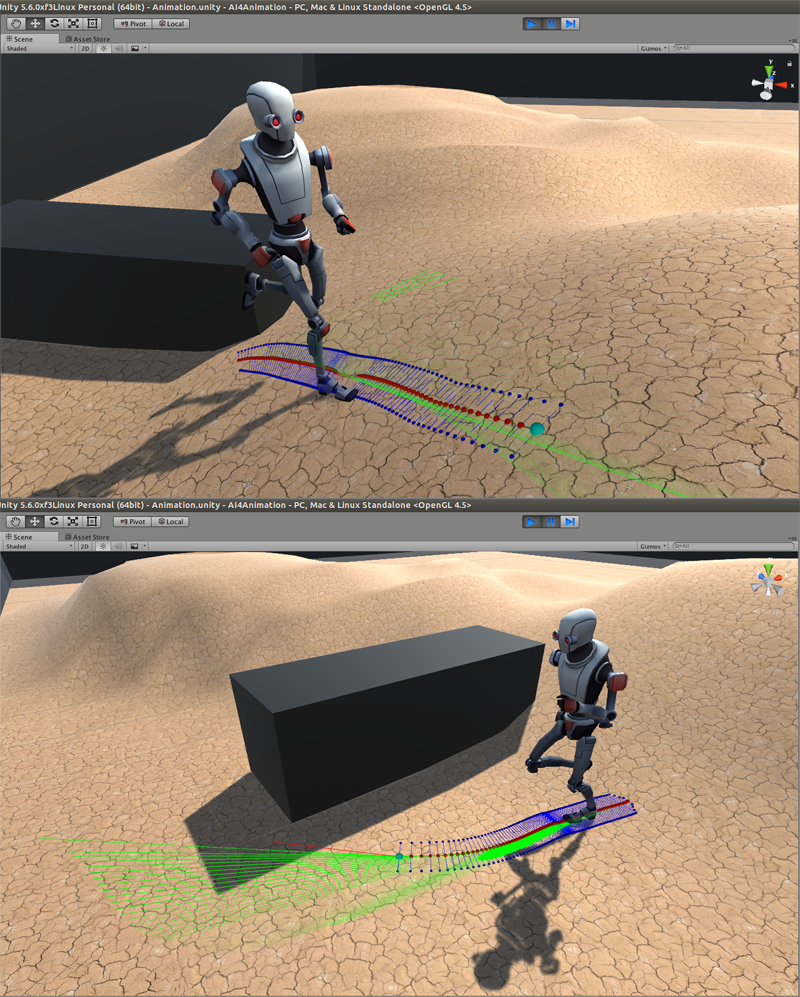 Unity 5.6.0xf3Linux Personal (64bit) - Animation.unity - AI4Animation - PC, Mac & Linux Standalone <OpenGL 4.5>
Pivot Local
Scene Asset Store
Shaded 2D Gizmos All
y
z
x
Unity 5.6.0xf3Linux Personal (64bit) - Animation.unity - AI4Animation - PC, Mac & Linux Standalone <OpenGL 4.5>
Pivot Local
Scene Asset Store
Shaded 2D Gizmos All